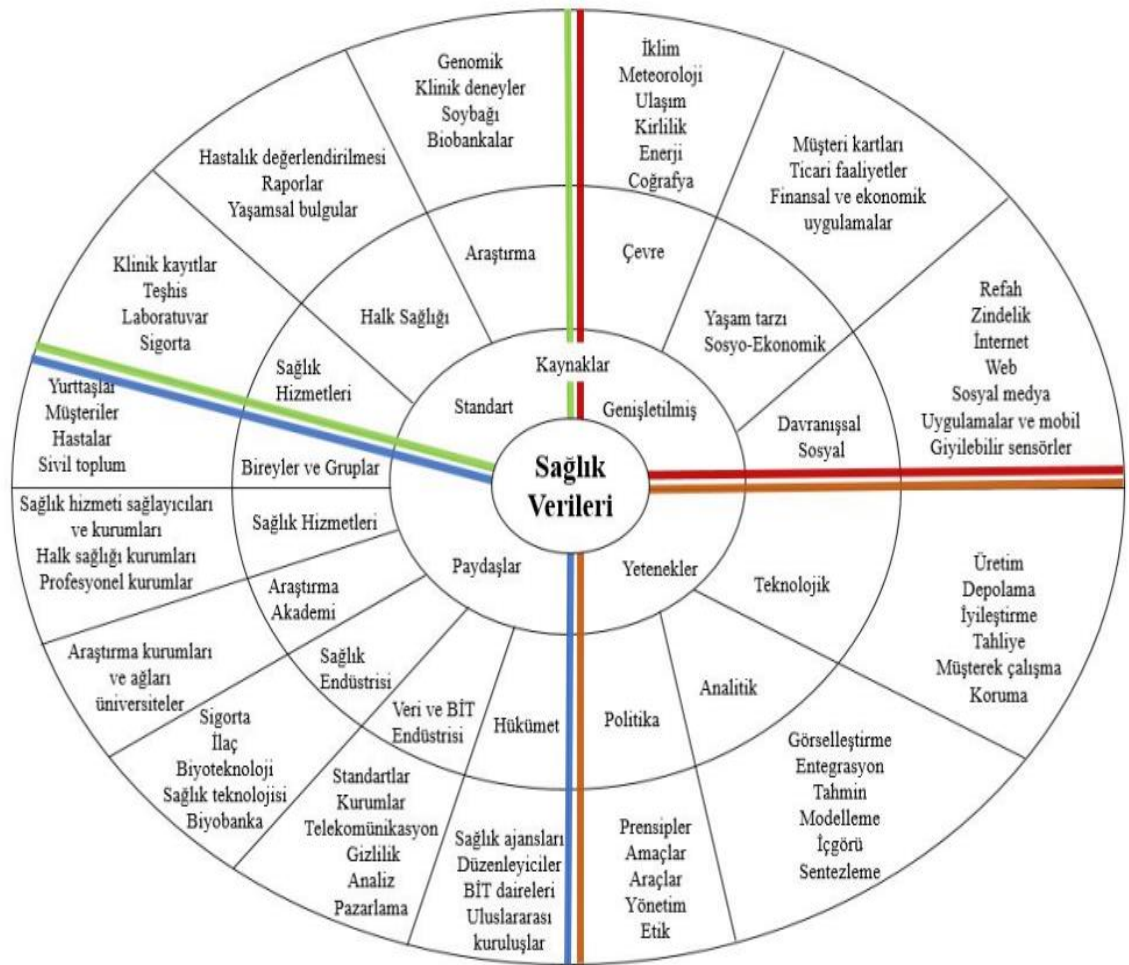 Genomik
Klinik deneyler
Soybağı
Biobankalar
İklim
Meteoroloji
Ulaşım
Kirlilik
Enerji
Coğrafya
Hastalık değerlendirilmesi
Raporlar
Yaşamsal bulgular
Müşteri kartları
Ticari faaliyetler
Finansal ve ekonomik
uygulamalar
Araştırma
Çevre
Klinik kayıtlar
Teşhis
Laboratuvar
Sigorta
Halk Sağlığı
Yaşam tarzı
Sosyo-Ekonomik
Refah
Zindelik
İnternet
Web
Sosyal medya
Uygulamalar ve mobil
Giyilebilir sensörler
Sağlık
Hizmetleri
Kaynaklar
Standart
Genişletilmiş
Davranışsal
Sosyal
Yurttaşlar
Müşteriler
Hastalar
Sivil toplum
Bireyler ve Gruplar
Sağlık
Verileri
Sağlık hizmeti sağlayıcıları
ve kurumları
Halk sağlığı kurumları
Profesyonel kurumlar
Sağlık Hizmetleri
Paydaşlar
Yetenekler
Teknolojik
Üretim
Depolama
İyileştirme
Tahliye
Müşterek çalışma
Koruma
Araştırma
Akademi
Araştırma kurumları
ve ağları
üniversiteler
Sağlık
Endüstrisi
Veri ve BİT
Endüstrisi
Hükümet
Politika
Analitik
Sigorta
İlaç
Biyoteknoloji
Sağlık teknolojisi
Biyobanka
Standartlar
Kurumlar
Telekomünikasyon
Gizlilik
Analiz
Pazarlama
Sağlık ajansları
Düzenleyiciler
BİT daireleri
Uluslararası
kuruluşlar
Prensipler
Amaçlar
Araçlar
Yönetim
Etik
Görselleştirme
Entegrasyon
Tahmin
Modelleme
İçgörü
Sentezleme